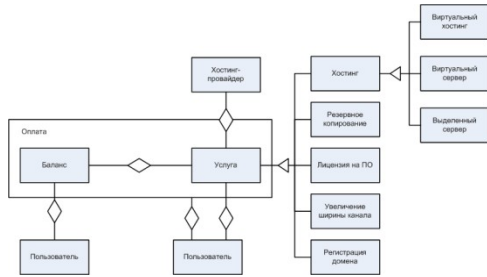 Виртуальный
хостинг
Хостинг-
провайдер
Хостинг
Виртуальный
сервер
Резервное
копирование
Выделенный
сервер
Оплата
Баланс
Услуга
Лицензия на ПО
Увеличение
ширины канала
Пользователь
Пользователь
Регистрация
домена